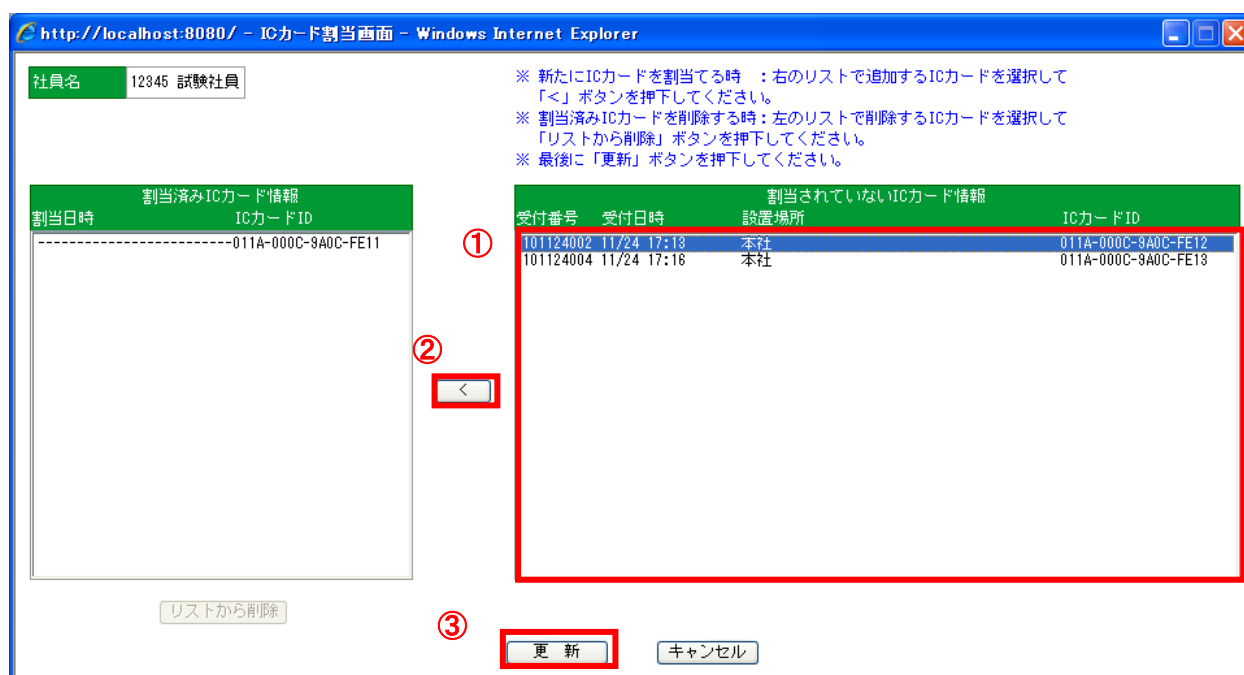 http://localhost:8080/ - ICカード割当画面 - Windows Internet Explorer
社員名 12345 試験社員
※ 新たにICカードを割当てる時 ：右のリストで追加するICカードを選択して
「<」ボタンを押下してください。
※ 割当済みICカードを削除する時：左のリストで削除するICカードを選択して
「リストから削除」ボタンを押下してください。
※ 最後に「更新」ボタンを押下してください。
割当済みICカード情報
割当日時 ICカードID
------------------------011A-000C-9A0C-FE11
割当されていないICカード情報
受付番号 受付日時 設置場所 ICカードID
①
101124002 11/24 17:13 本社 011A-000C-9A0C-FE12
101124004 11/24 17:16 本社 011A-000C-9A0C-FE13
②
<
リストから削除
③
更 新
キャンセル